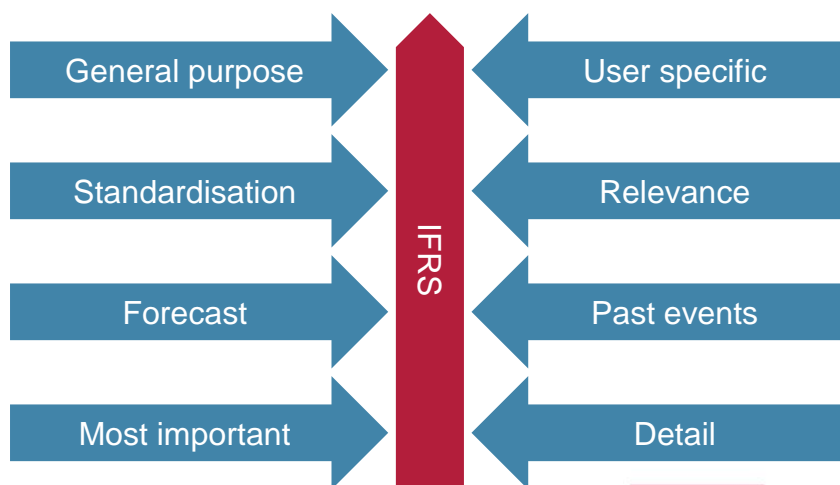 General purpose
User specific
Standardisation
Relevance
IFRS
Forecast
Past events
Most important
Detail